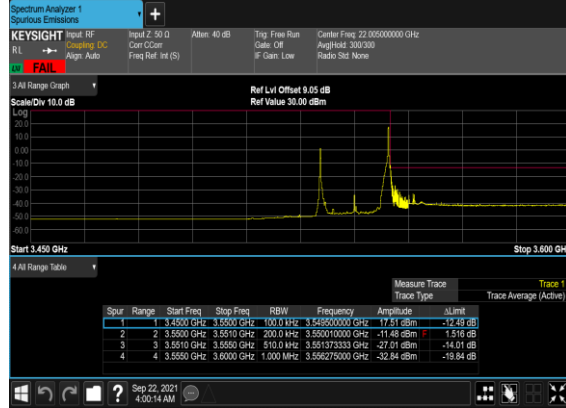 Spectrum Analyzer 1
Spurious Emissions
KEYSIGHT Input: RF Input Z: 50 Ω Atten: 40 dB Trig: Free Run Center Freq: 22.005000000 GHz
RL Coupling: DC Corr CCorr Gate: Off Avg|Hold: 300/300
Align: Auto Freq Ref: Int (S) IF Gain: Low Radio Std: None
LV FAIL
3 All Range Graph
Ref Lvl Offset 9.05 dB
Scale/Div 10.0 dB Ref Value 30.00 dBm
Log
20.0
10.0
0.00
-10.0
-20.0
-30.0
-40.0
-50.0
-60.0
Start 3.450 GHz Stop 3.600 GH
4 All Range Table
Measure Trace Trace 1
Trace Type Trace Average (Active)
Spur Range Start Freq Stop Freq RBW Frequency Amplitude ΔLimit
1 1 3.4500 GHz 3.5500 GHz 100.0 kHz 3.549500000 GHz 17.51 dBm -12.49 dB
2 2 3.5500 GHz 3.5510 GHz 200.0 kHz 3.550010000 GHz -11.48 dBm F 1.516 dB
3 3 3.5510 GHz 3.5550 GHz 510.0 kHz 3.551373333 GHz -27.01 dBm -14.01 dB
4 4 3.5550 GHz 3.6000 GHz 1.000 MHz 3.556275000 GHz -32.84 dBm -19.84 dB
? Sep 22, 2021
4:00:14 AM